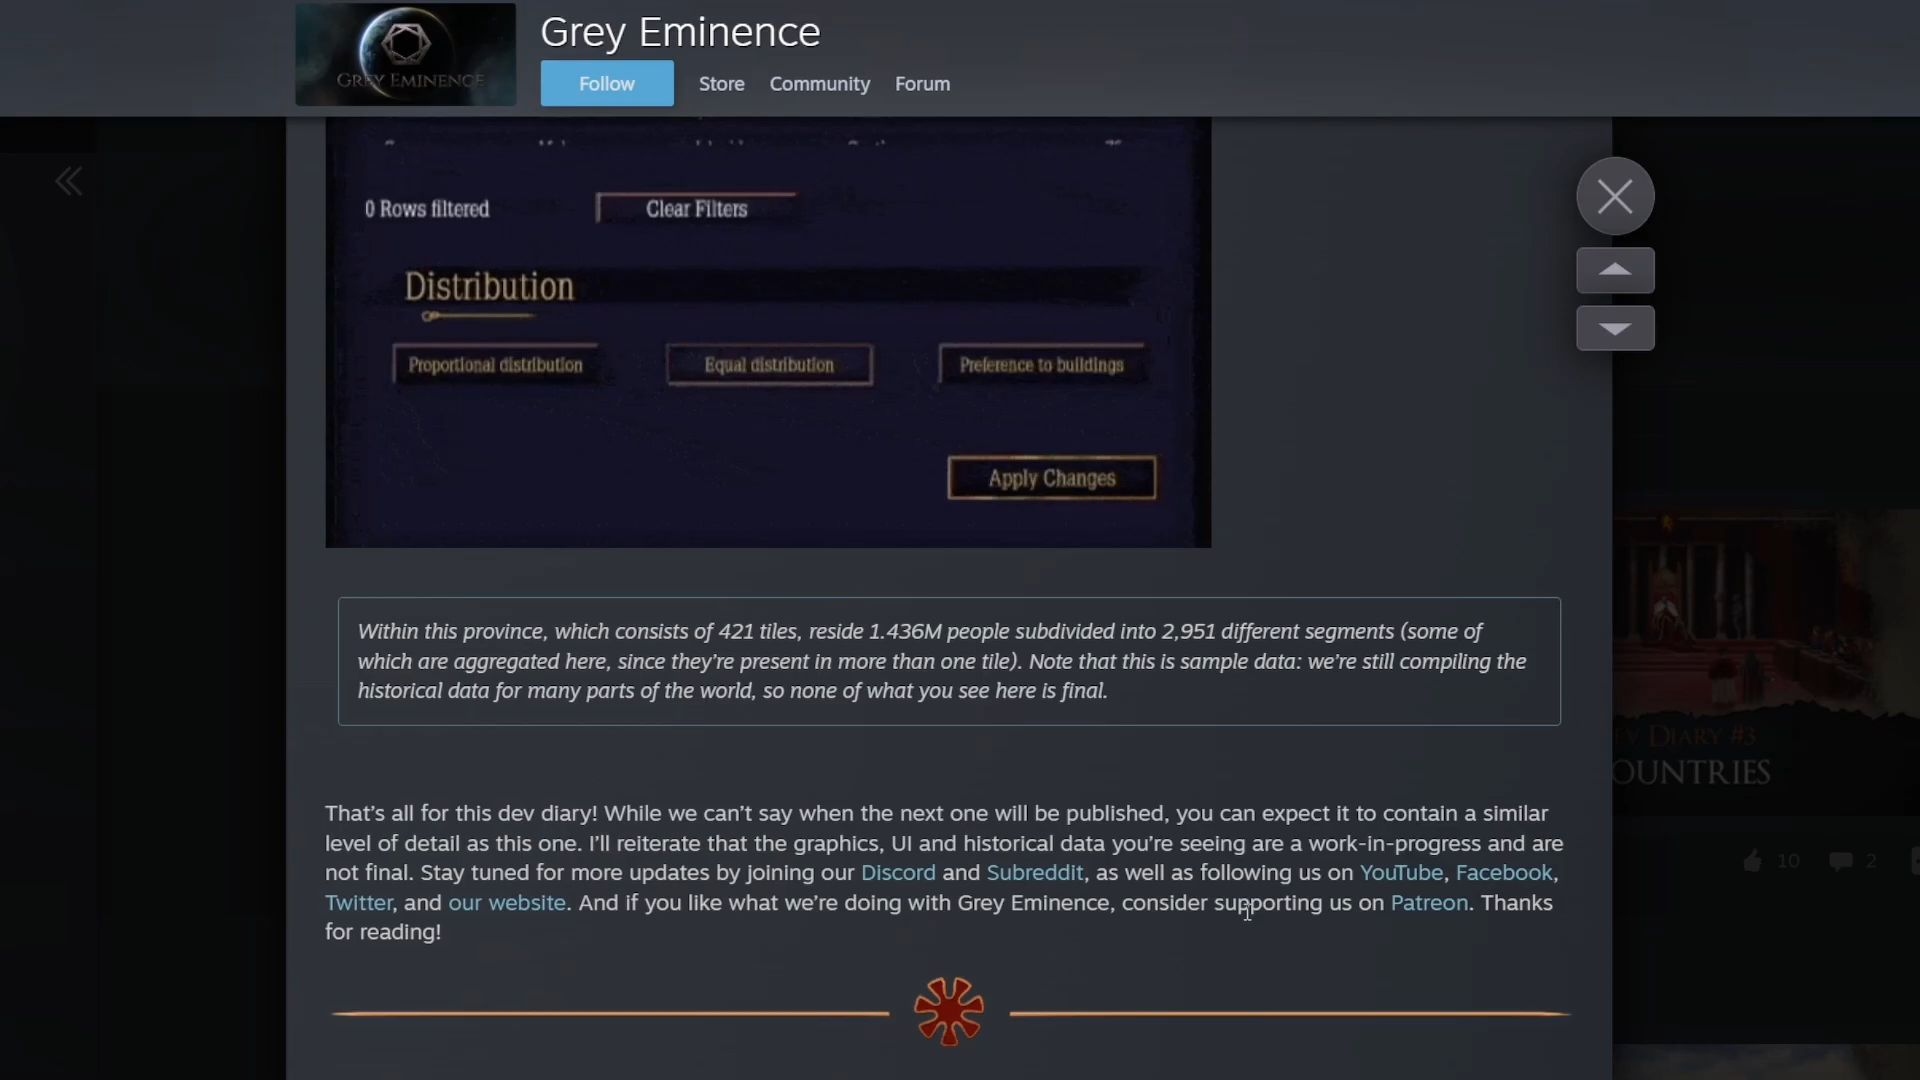 Grey Eminence
GREY EMINENCE
Follow
Store
Community
Forum
0 Rows filtered
Clear Filters
Distribution
Proportional distribution
Equal distribution
Preference to buildings
Apply Changes
Within this province, which consists of 421 tiles, reside 1.436M people subdivided into 2,951 different segments (some of
which are aggregated here, since they're present in more than one tile). Note that this is sample data: we're still compiling the
historical data for many parts of the world, so none of what you see here is final.
DIARY #3
OUNTRIES
10
2
That's all for this dev diary! While we can't say when the next one will be published, you can expect it to contain a similar
level of detail as this one. I'll reiterate that the graphics, UI and historical data you're seeing are a work-in-progress and are
not final. Stay tuned for more updates by joining our Discord and Subreddit, as well as following us on YouTube, Facebook,
Twitter, and our website. And if you like what we're doing with Grey Eminence, consider supporting us on Patreon. Thanks
for reading!